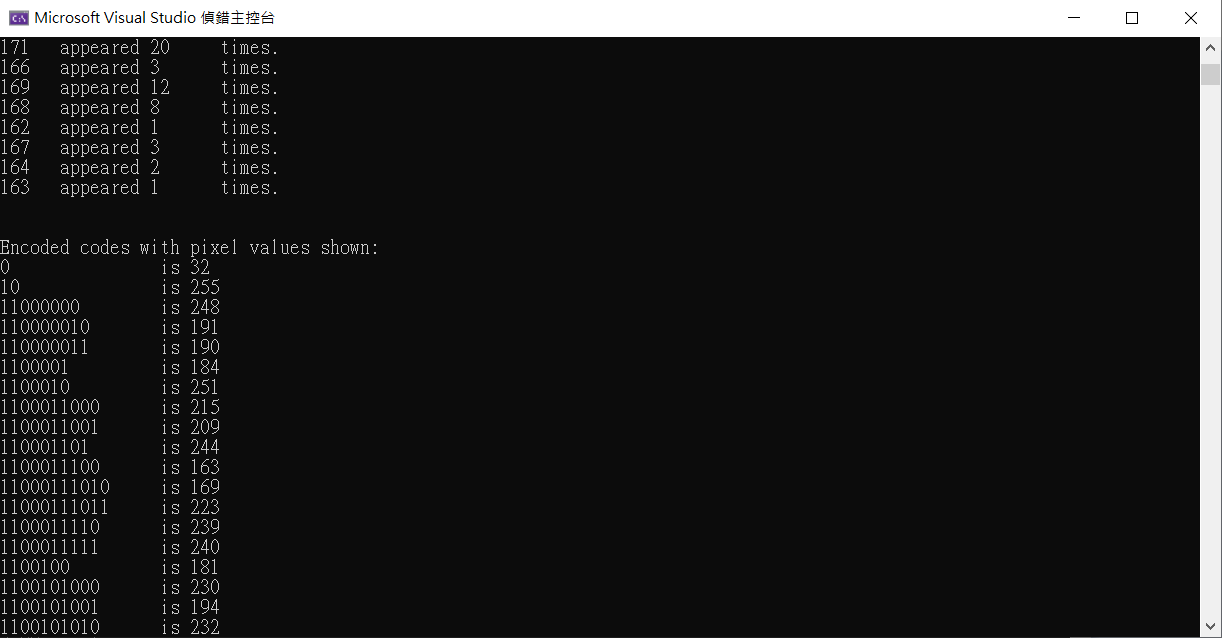 Microsoft Visual Studio 偵錯主控台
171 appeared 20 times.
166 appeared 3 times.
169 appeared 12 times.
168 appeared 8 times.
162 appeared 1 times.
167 appeared 3 times.
164 appeared 2 times.
163 appeared 1 times.
Encoded codes with pixel values shown:
0 is 32
10 is 255
11000000 is 248
110000010 is 191
110000011 is 190
1100001 is 184
1100010 is 251
1100011000 is 215
1100011001 is 209
110001101 is 244
1100011100 is 163
11000111010 is 169
11000111011 is 223
1100011110 is 239
1100011111 is 240
1100100 is 181
1100101000 is 230
1100101001 is 194
1100101010 is 232